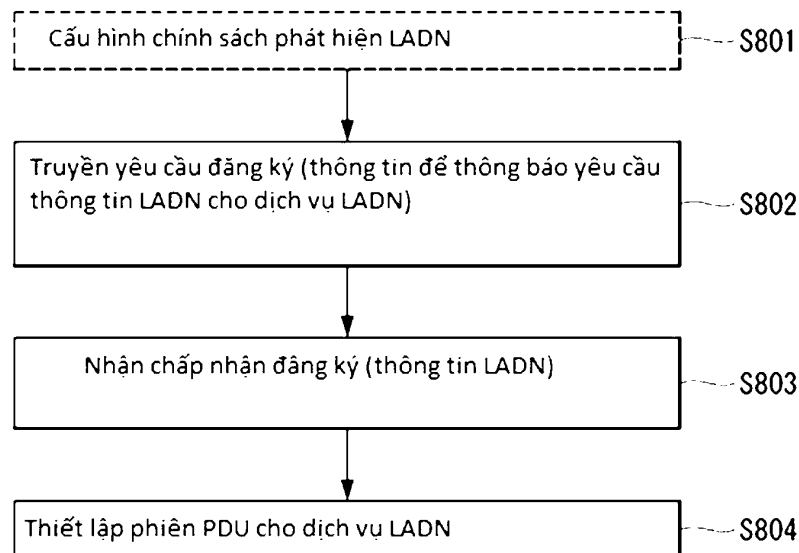 Cấu hình chính sách phát hiện LADN
S801
Truyền yêu cầu đăng ký (thông tin để thông báo yêu cầu
thông tin LADN cho dịch vụ LADN)
S802
Nhận chấp nhận đâng ký (thông tin LADN)
S803
Thiết lập phiên PDU cho dịch vụ LADN
S804